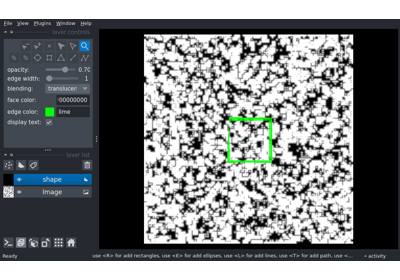 File View Plugins Window Help
layer controls
opacity: 0.70
edge width: 1
blending: translucen
face color: 00000000
edge color: lime
display text:
layer list
shape
Image
Ready
use <R> for add rectangles, use <E> for add ellipses, use <L> for add lines, use <T> for add path, use <...
activity